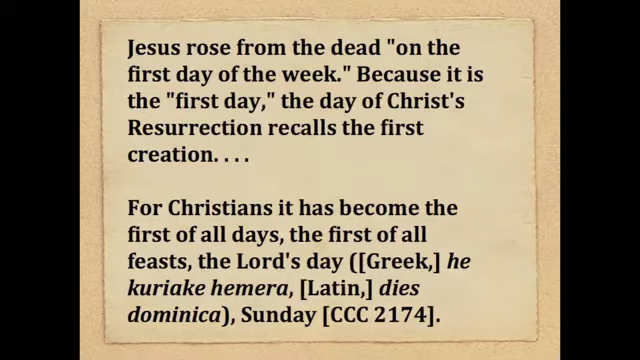 Jesus rose from the dead "on the
first day of the week." Because it is
the "first day," the day of Christ's
Resurrection recalls the first
creation. . . .
For Christians it has become the
first of all days, the first of all
feasts, the Lord's day ([Greek,] he
kuriake hemera, [Latin,] dies
dominica), Sunday [CCC 2174].